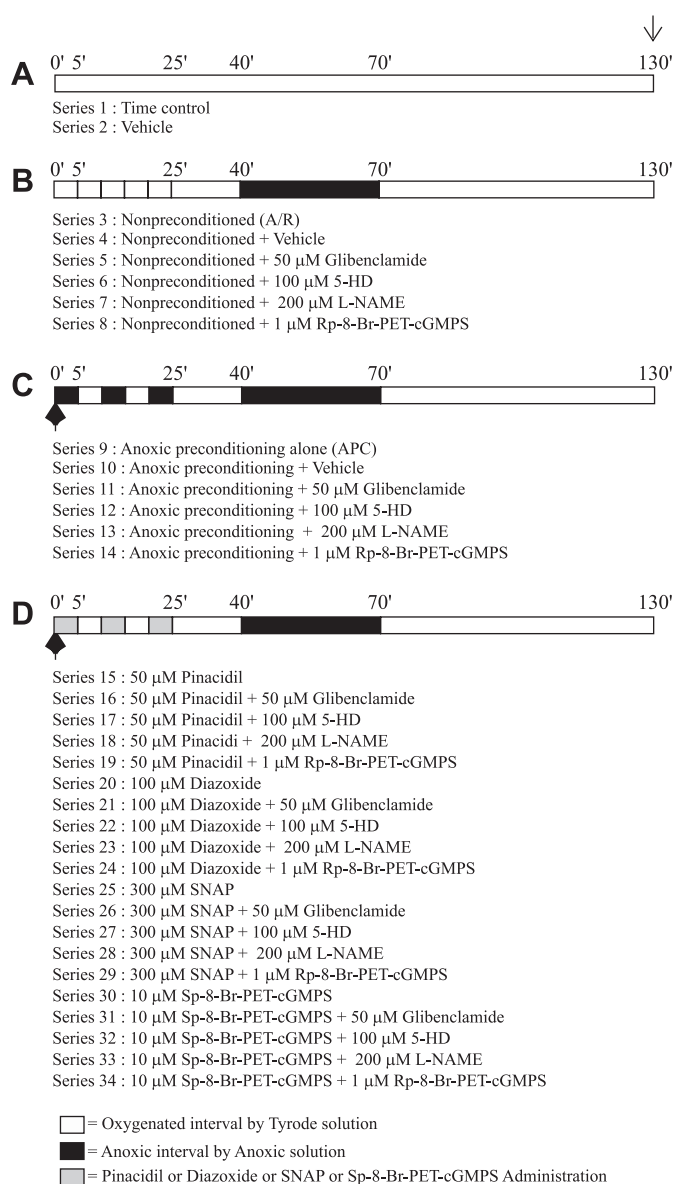 A
0' 5' 25' 40' 70' 130'
Series 1 : Time control
Series 2 : Vehicle
B
0' 5' 25' 40' 70' 130'
Series 3 : Nonpreconditioned (A/R)
Series 4 : Nonpreconditioned + Vehicle
Series 5 : Nonpreconditioned + 50 μM Glibenclamide
Series 6 : Nonpreconditioned + 100 μM 5-HD
Series 7 : Nonpreconditioned + 200 μM L-NAME
Series 8 : Nonpreconditioned + 1 μM Rp-8-Br-PET-cGMPS
C
0' 5' 25' 40' 70' 130'
Series 9 : Anoxic preconditioning alone (APC)
Series 10 : Anoxic preconditioning + Vehicle
Series 11 : Anoxic preconditioning + 50 μM Glibenclamide
Series 12 : Anoxic preconditioning + 100 μM 5-HD
Series 13 : Anoxic preconditioning + 200 μM L-NAME
Series 14 : Anoxic preconditioning + 1 μM Rp-8-Br-PET-cGMPS
D
0' 5' 25' 40' 70' 130'
Series 15 : 50 μM Pinacidil
Series 16 : 50 μM Pinacidil + 50 μM Glibenclamide
Series 17 : 50 μM Pinacidil + 100 μM 5-HD
Series 18 : 50 μM Pinacidi + 200 μM L-NAME
Series 19 : 50 μM Pinacidil + 1 μM Rp-8-Br-PET-cGMPS
Series 20 : 100 μM Diazoxide
Series 21 : 100 μM Diazoxide + 50 μM Glibenclamide
Series 22 : 100 μM Diazoxide + 100 μM 5-HD
Series 23 : 100 μM Diazoxide + 200 μM L-NAME
Series 24 : 100 μM Diazoxide + 1 μM Rp-8-Br-PET-cGMPS
Series 25 : 300 μM SNAP
Series 26 : 300 μM SNAP + 50 μM Glibenclamide
Series 27 : 300 μM SNAP + 100 μM 5-HD
Series 28 : 300 μM SNAP + 200 μM L-NAME
Series 29 : 300 μM SNAP + 1 μM Rp-8-Br-PET-cGMPS
Series 30 : 10 μM Sp-8-Br-PET-cGMPS
Series 31 : 10 μM Sp-8-Br-PET-cGMPS + 50 μM Glibenclamide
Series 32 : 10 μM Sp-8-Br-PET-cGMPS + 100 μM 5-HD
Series 33 : 10 μM Sp-8-Br-PET-cGMPS + 200 μM L-NAME
Series 34 : 10 μM Sp-8-Br-PET-cGMPS + 1 μM Rp-8-Br-PET-cGMPS
= Oxygenated interval by Tyrode solution
= Anoxic interval by Anoxic solution
= Pinacidil or Diazoxide or SNAP or Sp-8-Br-PET-cGMPS Administration